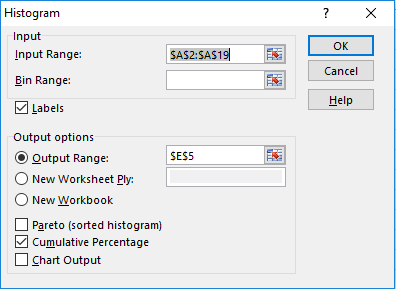 Histogram
Input
Input Range: $A$2:$A$19
Bin Range:
Labels
Output options
Output Range: $E$5
New Worksheet Ply:
New Workbook
Pareto (sorted histogram)
Cumulative Percentage
Chart Output
OK
Cancel
Help